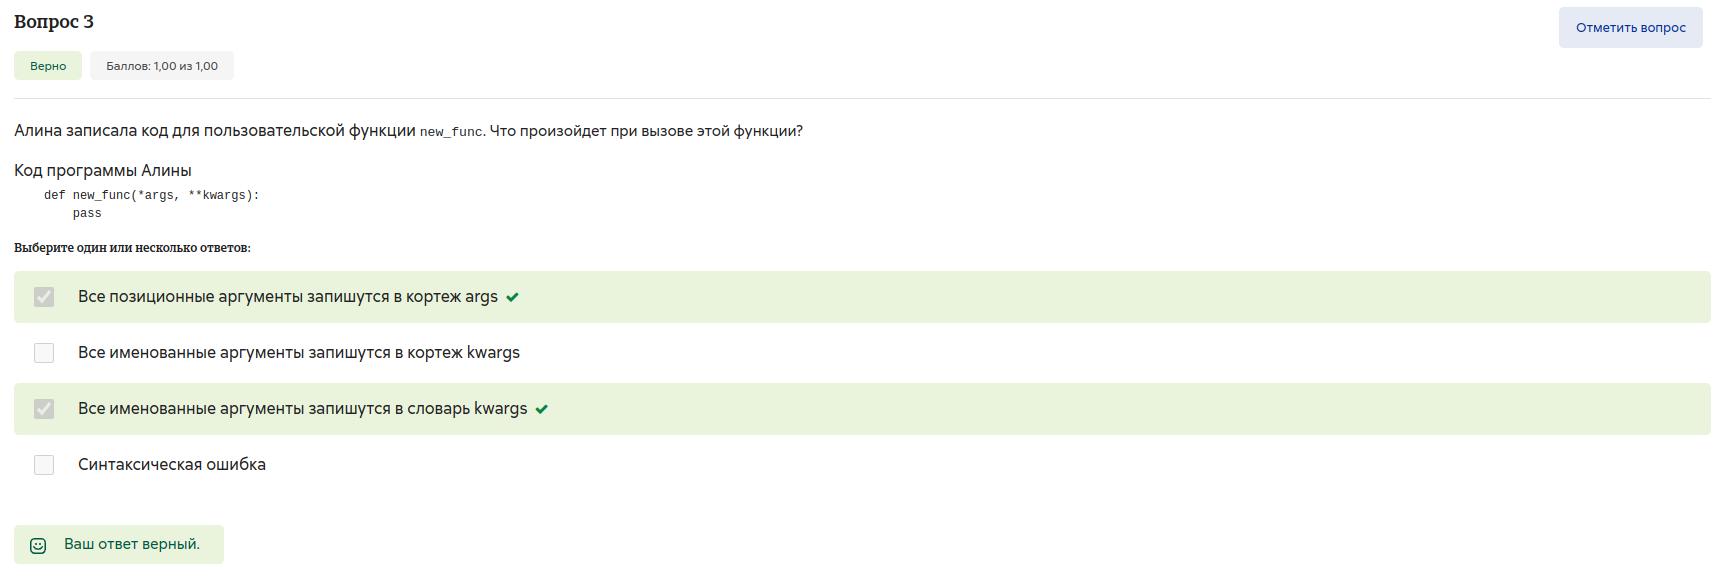 Вопрос 3
Отметить вопрос
Верно
Баллов: 1,00 из 1,00
Алина записала код для пользовательской функции new_func. Что произойдет при вызове этой функции?
Код программы Алины
def new_func(*args, **kwargs):
    pass
Выберите один или несколько ответов:
Все позиционные аргументы запишутся в кортеж args
Все именованные аргументы запишутся в кортеж kwargs
Все именованные аргументы запишутся в словарь kwargs
Синтаксическая ошибка
Ваш ответ верный.